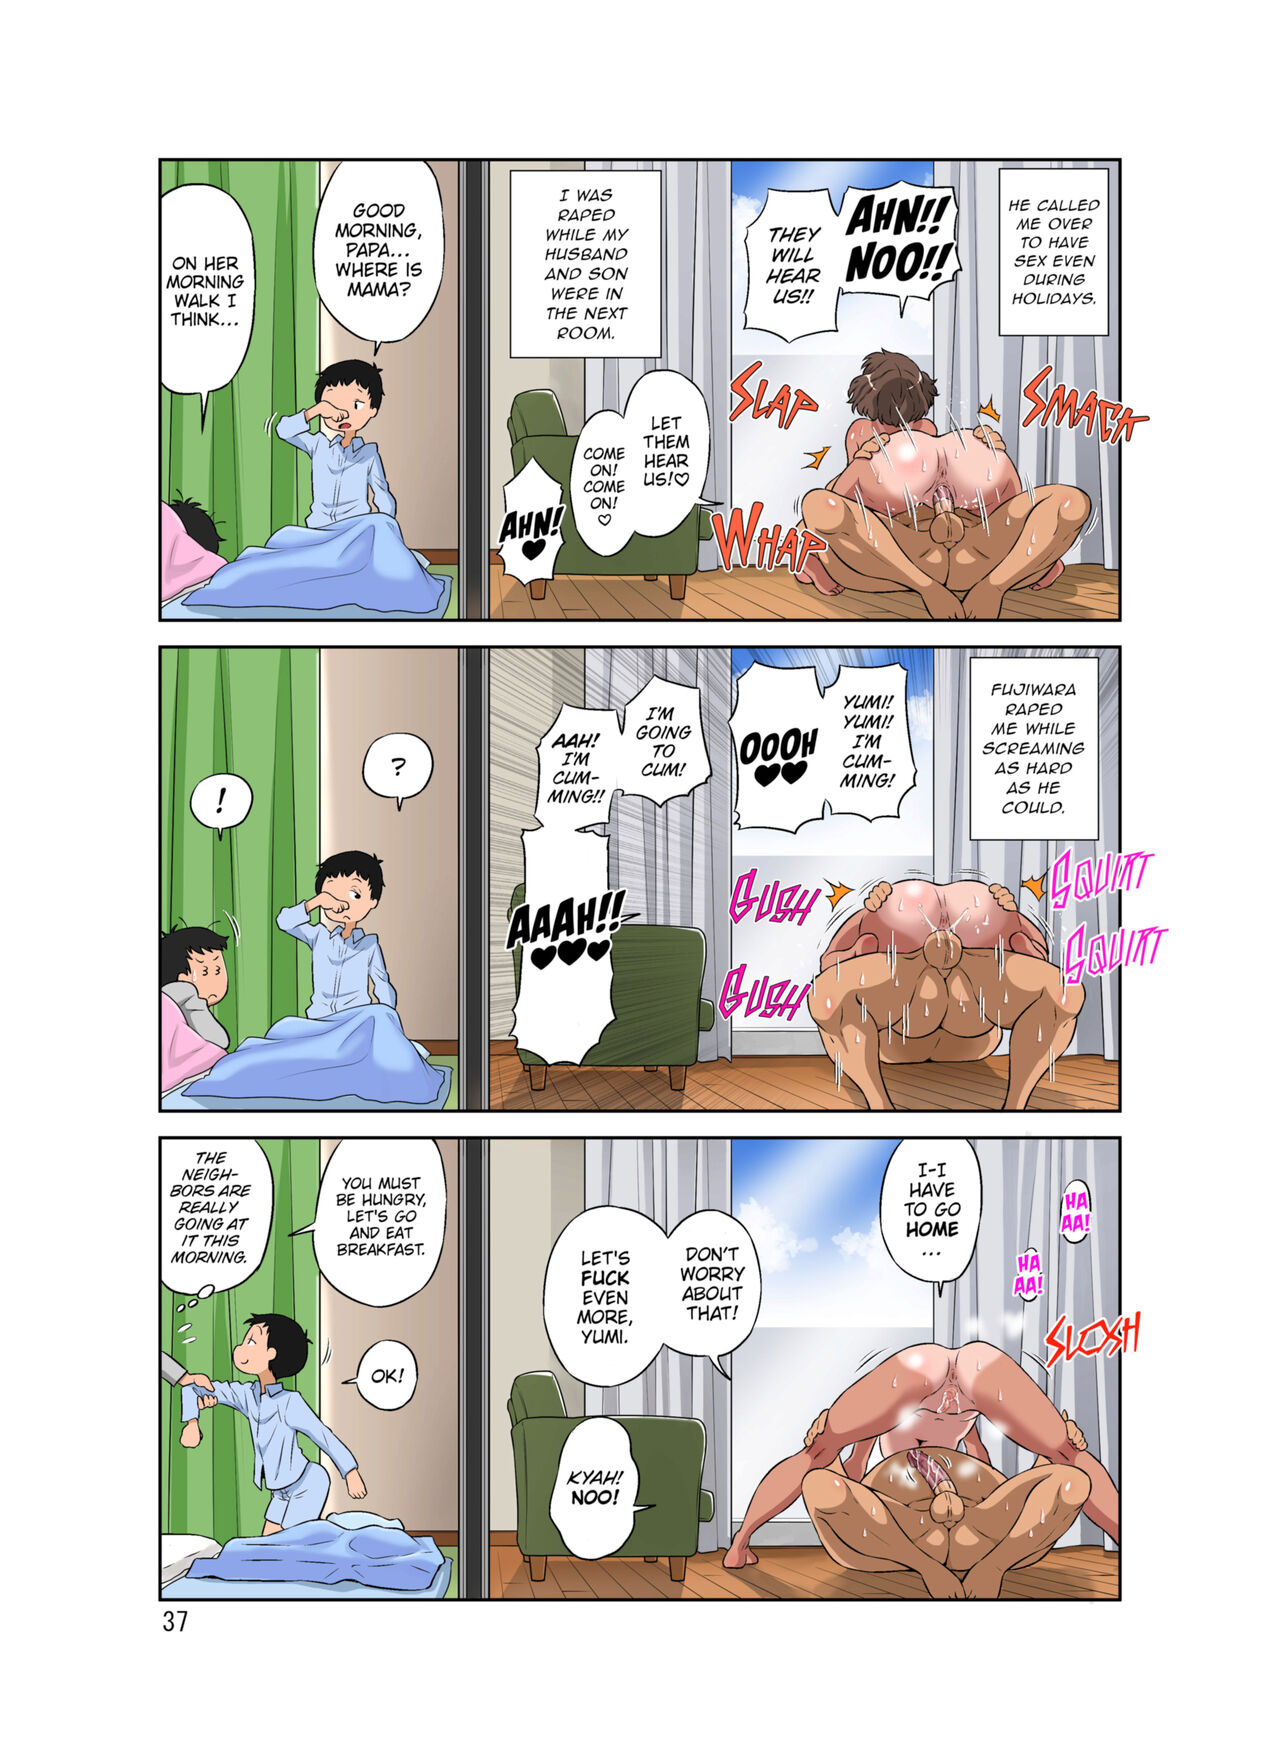 HE CALLED
ME OVER
TO HAVE
SEX EVEN
DURING
HOLIDAYS.
AHN!!
NOO!!
THEY
WILL
HEAR
US!!
SMACK
SLAP
WHAP
I WAS
RAPED
WHILE MY
HUSBAND
AND SON
WERE IN
THE NEXT
ROOM.
LET
THEM
HEAR
US!♡
COME
ON!
COME
ON!
♡
AHN!
♥
GOOD
MORNING,
PAPA...
WHERE IS
MAMA?
ON HER
MORNING
WALK I
THINK...
FUJIWARA
RAPED
ME WHILE
SCREAMING
AS HARD
AS HE
COULD.
YUMI!
YUMI!
I'M
CUM-
MING!
OOOH
♥♥
SQUIRT
SQUIRT
GUSH
GUSH
I'M
GOING
TO
CUM!
AAH!
I'M
CUM-
MING!!
AAAH!!
♥♥♥
?
!
I-I
HAVE
TO GO
HOME
...
HA
AA!
HA
AA!
SLOSH
DON'T
WORRY
ABOUT
THAT!
LET'S
FUCK
EVEN
MORE,
YUMI.
KYAH!
NOO!
YOU MUST
BE HUNGRY,
LET'S GO
AND EAT
BREAKFAST.
THE
NEIGH-
BORS ARE
REALLY
GOING AT
IT THIS
MORNING.
OK!
37